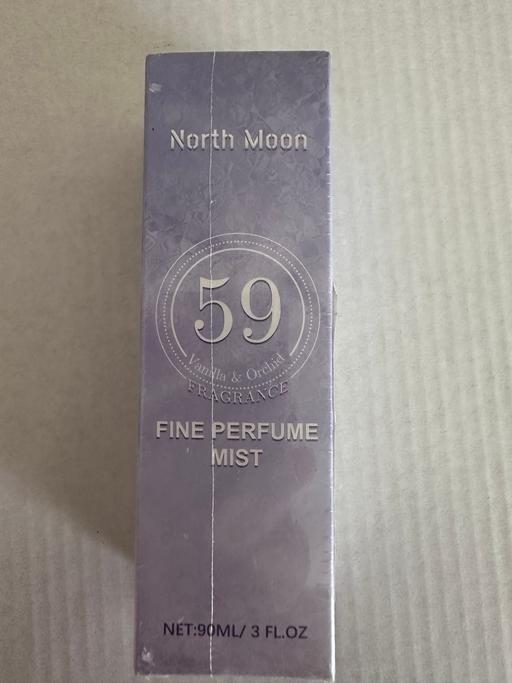 North Moon
59
Vanilla & Orchid
FRAGRANCE
FINE PERFUME
MIST
NET:90ML/ 3 FL.OZ